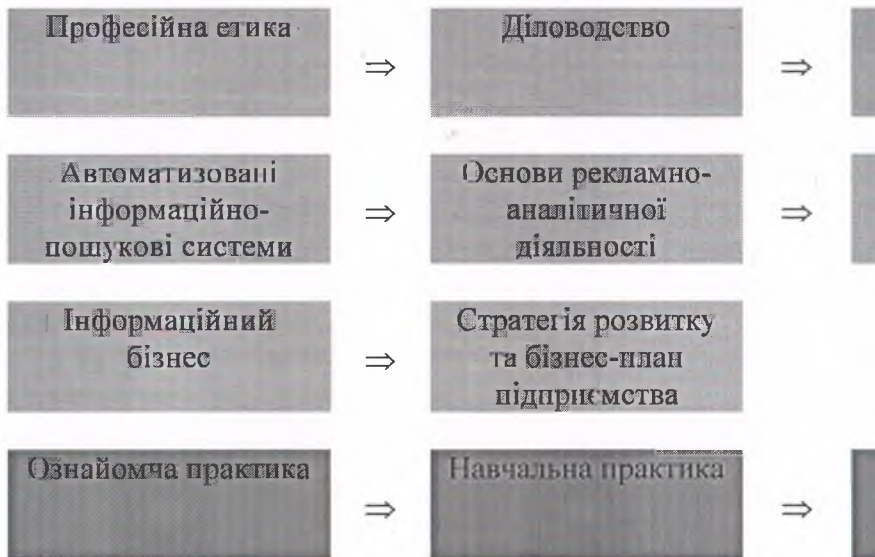 Професійна етика
⇒
Діловодство
⇒
Автоматизовані
інформаційно-
пошукові системи
⇒
Основи рекламно-
аналітичної
діяльності
⇒
Інформаційний
бізнес
⇒
Стратегія розвитку
та бізнес-план
підприємства
Ознайомча практика
⇒
Навчальна практика
⇒